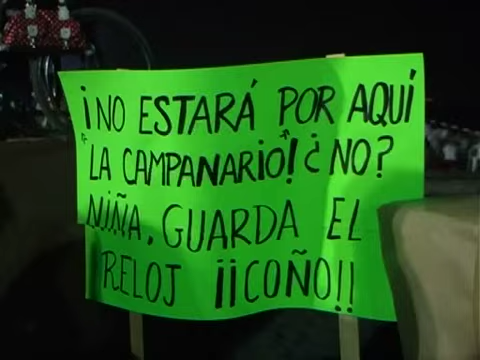 ¡NO ESTARÁ POR AQUÍ
"LA CAMPANARIO"! ¿NO?
NIÑA, GUARDA EL
RELOJ ¡¡COÑO!!